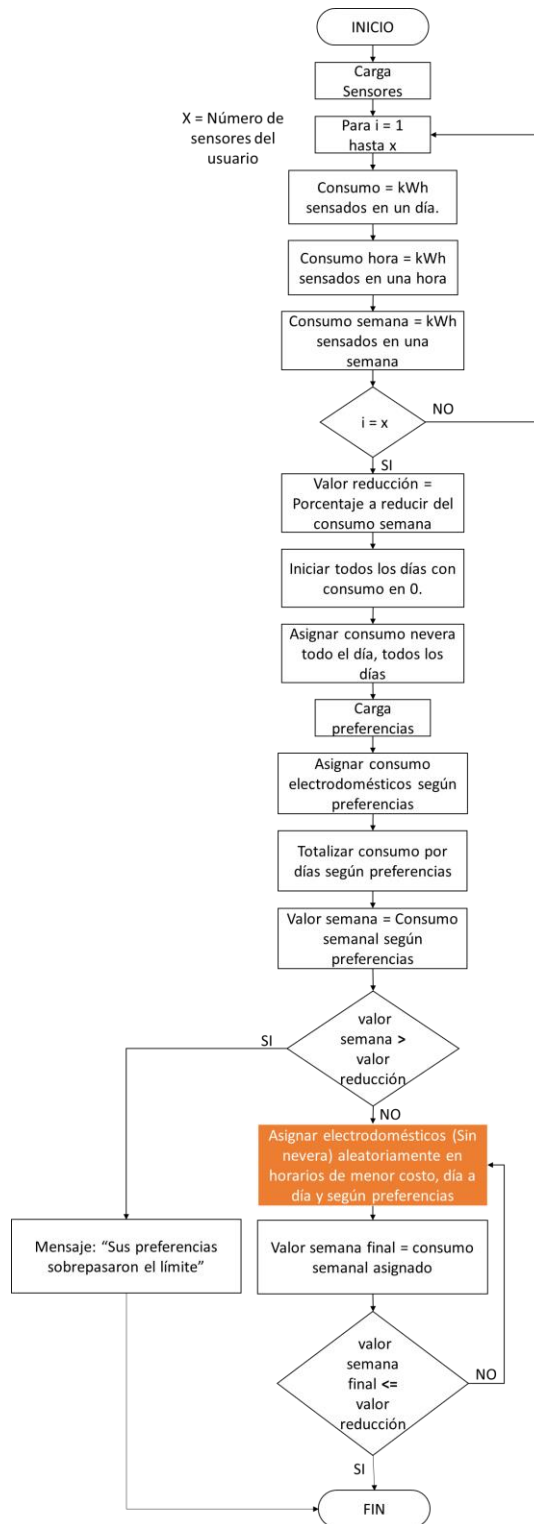 INICIO
Carga
Sensores
X = Número de
sensores del
usuario
Para i = 1
hasta x
Consumo = kWh
sensados en un día.
Consumo hora = kWh
sensados en una hora
Consumo semana = kWh
sensados en una
semana
i = x
NO
SI
Valor reducción =
Porcentaje a reducir del
consumo semana
Iniciar todos los días con
consumo en 0.
Asignar consumo nevera
todo el día, todos los
días
Carga
preferencias
Asignar consumo
electrodomésticos según
preferencias
Totalizar consumo por
días según preferencias
Valor semana = Consumo
semanal según
preferencias
valor
semana >
valor
reducción
SI
NO
Asignar electrodomésticos (Sin
nevera) aleatoriamente en
horarios de menor costo, día a
día y según preferencias
Mensaje: “Sus preferencias
sobrepasaron el límite”
Valor semana final = consumo
semanal asignado
valor
semana
final <=
valor
reducción
NO
SI
FIN